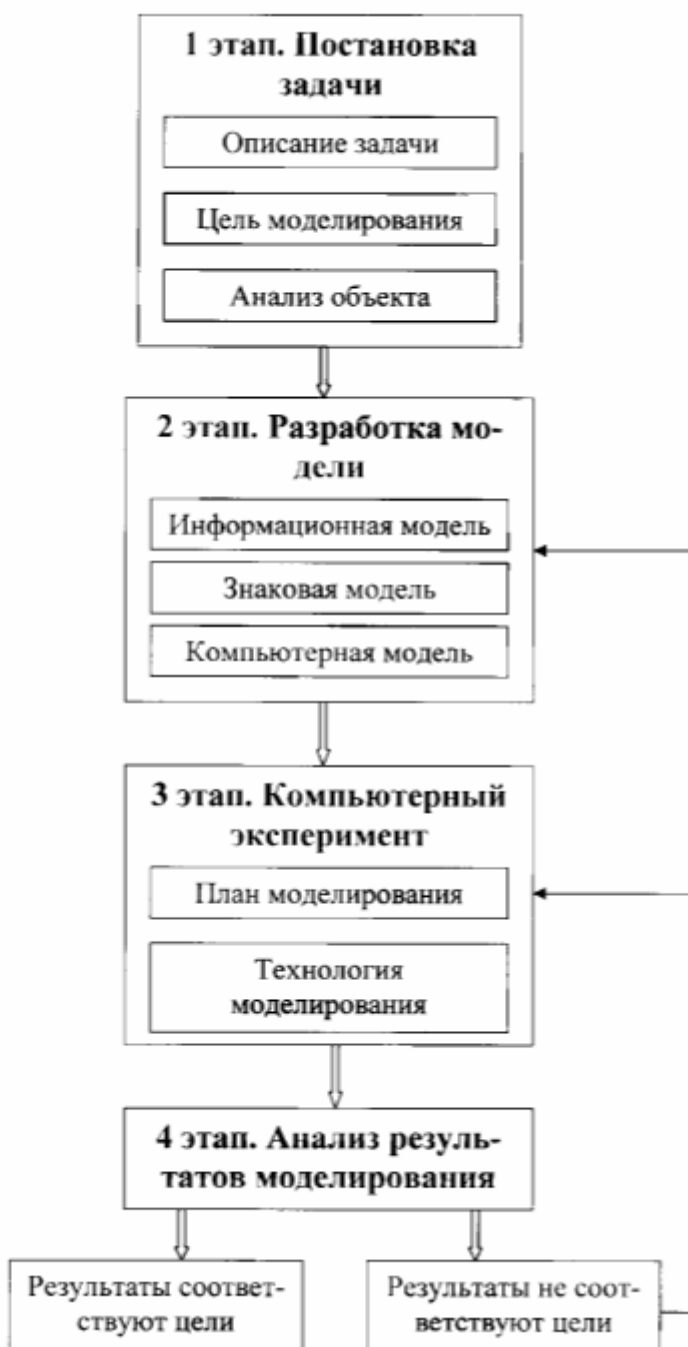 1 этап. Постановка
задачи
Описание задачи
Цель моделирования
Анализ объекта
2 этап. Разработка мо-
дели
Информационная модель
Знаковая модель
Компьютерная модель
3 этап. Компьютерный
эксперимент
План моделирования
Технология
моделирования
4 этап. Анализ резуль-
татов моделирования
Результаты соответ-
ствуют цели
Результаты не соот-
ветствуют цели